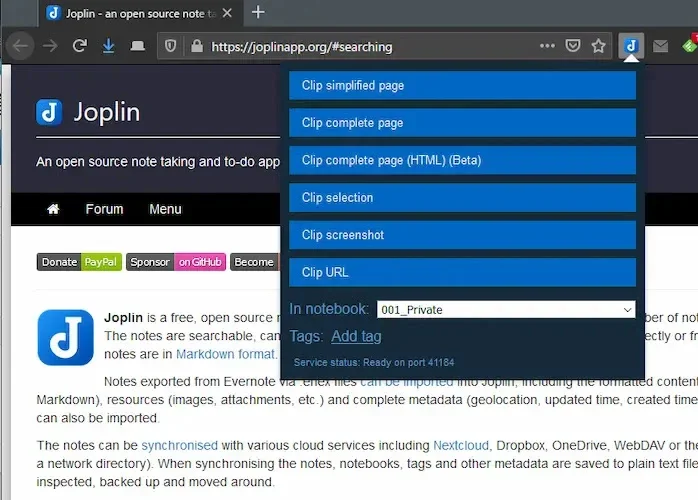 Joplin - an open source note ta
https://joplinapp.org/#searching
Joplin
An open source note taking and to-do app
Forum Menu
Donate PayPal Sponsor on GitHub Become
Clip simplified page
Clip complete page
Clip complete page (HTML) (Beta)
Clip selection
Clip screenshot
Clip URL
In notebook: 001_Private
Tags: Add tag
Service status: Ready on port 41184
Joplin is a free, open source ber of not
The notes are searchable, can ectly or fr
notes are in Markdown format.
Notes exported from Evernote via .enex files can be imported into Joplin, including the formatted content
Markdown), resources (images, attachments, etc.) and complete metadata (geolocation, updated time, created time
can also be imported.
The notes can be synchronised with various cloud services including Nextcloud, Dropbox, OneDrive, WebDAV or the
a network directory). When synchronising the notes, notebooks, tags and other metadata are saved to plain text file
inspected, backed up and moved around.